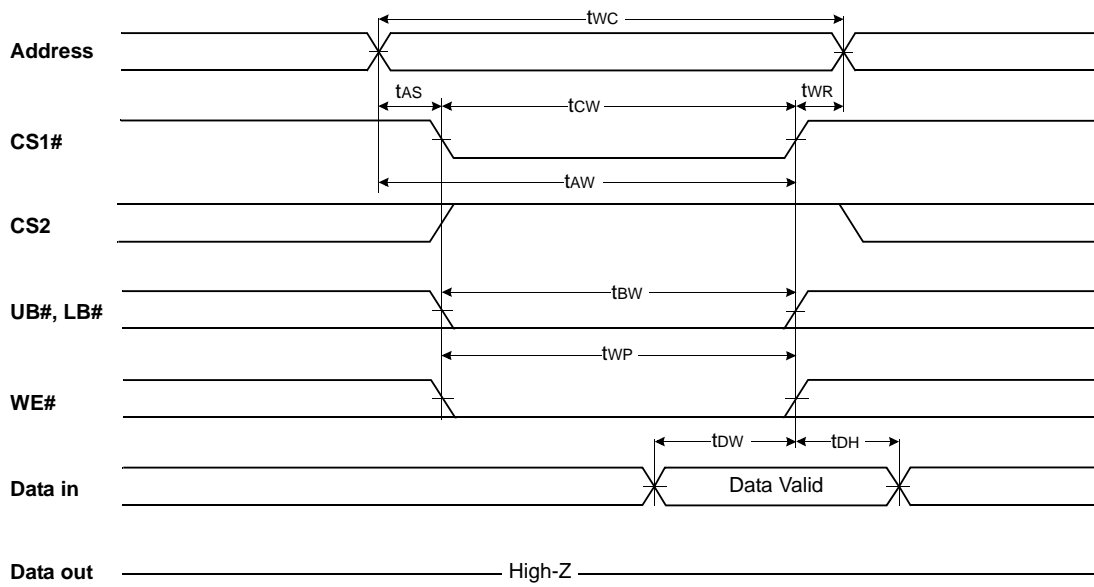 tWC
Address
tAS tCW tWR
CS1#
tAW
CS2
tBW
UB#, LB#
tWP
WE#
tDW tDH
Data in Data Valid
Data out High-Z